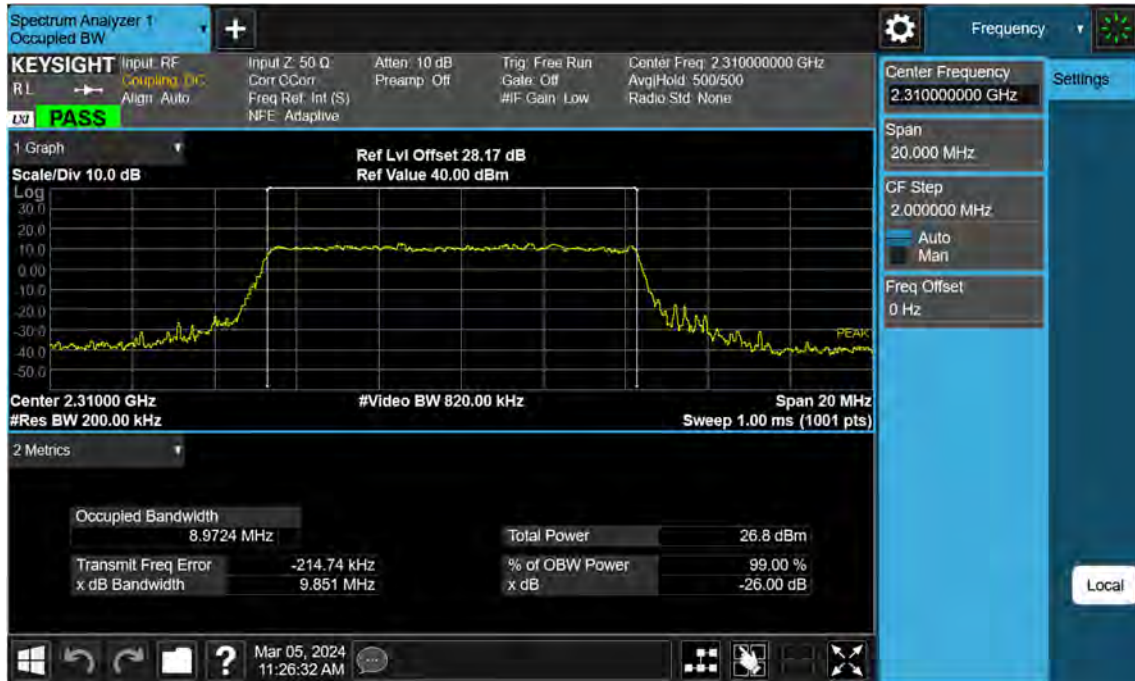 Spectrum Analyzer 1
Occupied BW
+
Frequency
KEYSIGHT
RL
LXI PASS
Input: RF
Coupling: DC
Align: Auto
Input Z: 50 Ω
Corr CCorr
Freq Ref: Int (S)
NFE: Adaptive
Atten: 10 dB
Preamp: Off
Trig: Free Run
Gate: Off
#IF Gain: Low
Center Freq: 2.310000000 GHz
Avg|Hold: 500/500
Radio Std: None
1 Graph
Scale/Div 10.0 dB
Ref Lvl Offset 28.17 dB
Ref Value 40.00 dBm
Log
30.0
20.0
10.0
0.00
-10.0
-20.0
-30.0
-40.0
-50.0
PEAK
Center 2.31000 GHz
#Video BW 820.00 kHz
Span 20 MHz
#Res BW 200.00 kHz
Sweep 1.00 ms (1001 pts)
2 Metrics
Occupied Bandwidth
8.9724 MHz
Total Power 26.8 dBm
Transmit Freq Error -214.74 kHz
% of OBW Power 99.00 %
x dB Bandwidth 9.851 MHz
x dB -26.00 dB
?
Mar 05, 2024
11:26:32 AM
Center Frequency
2.310000000 GHz
Settings
Span
20.000 MHz
CF Step
2.000000 MHz
Auto
Man
Freq Offset
0 Hz
Local